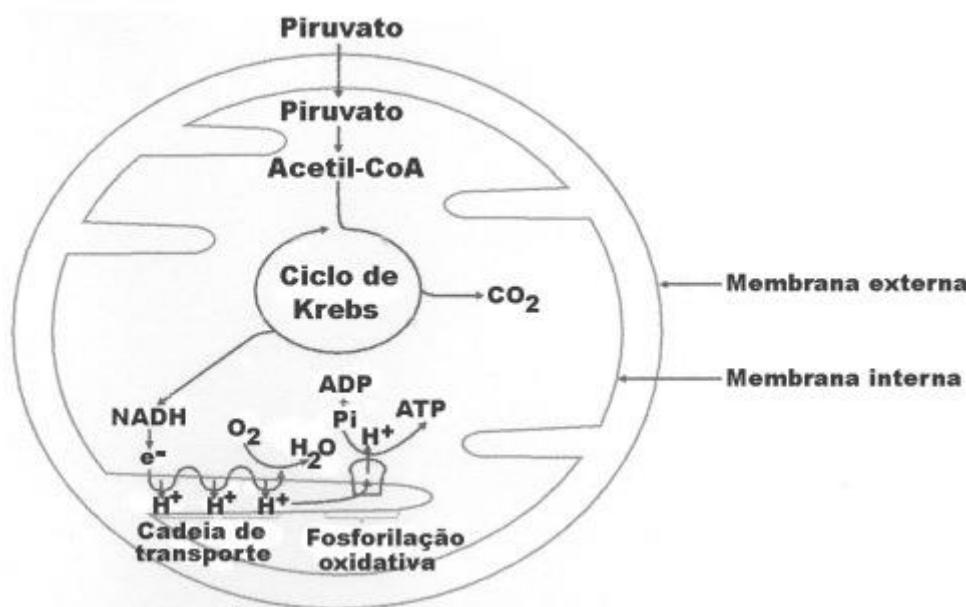 Piruvato
Piruvato
Acetil-CoA
Ciclo de
Krebs
CO2
Membrana externa
Membrana interna
NADH
e-
O2
H2O
ADP
+
Pi
H+
ATP
H+
H+
H+
Cadeia de
transporte
Fosforilação
oxidativa